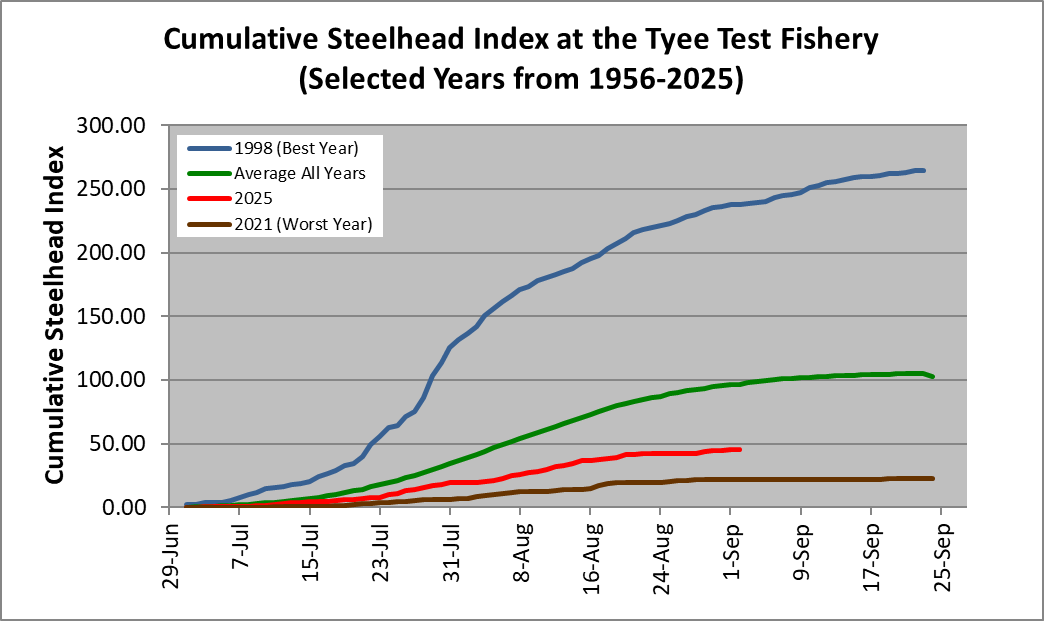 Cumulative Steelhead Index at the Tyee Test Fishery
(Selected Years from 1956-2025)
Cumulative Steelhead Index
300.00
250.00
200.00
150.00
100.00
50.00
0.00
1998 (Best Year)
Average All Years
2025
2021 (Worst Year)
29-Jun
7-Jul
15-Jul
23-Jul
31-Jul
8-Aug
16-Aug
24-Aug
1-Sep
9-Sep
17-Sep
25-Sep